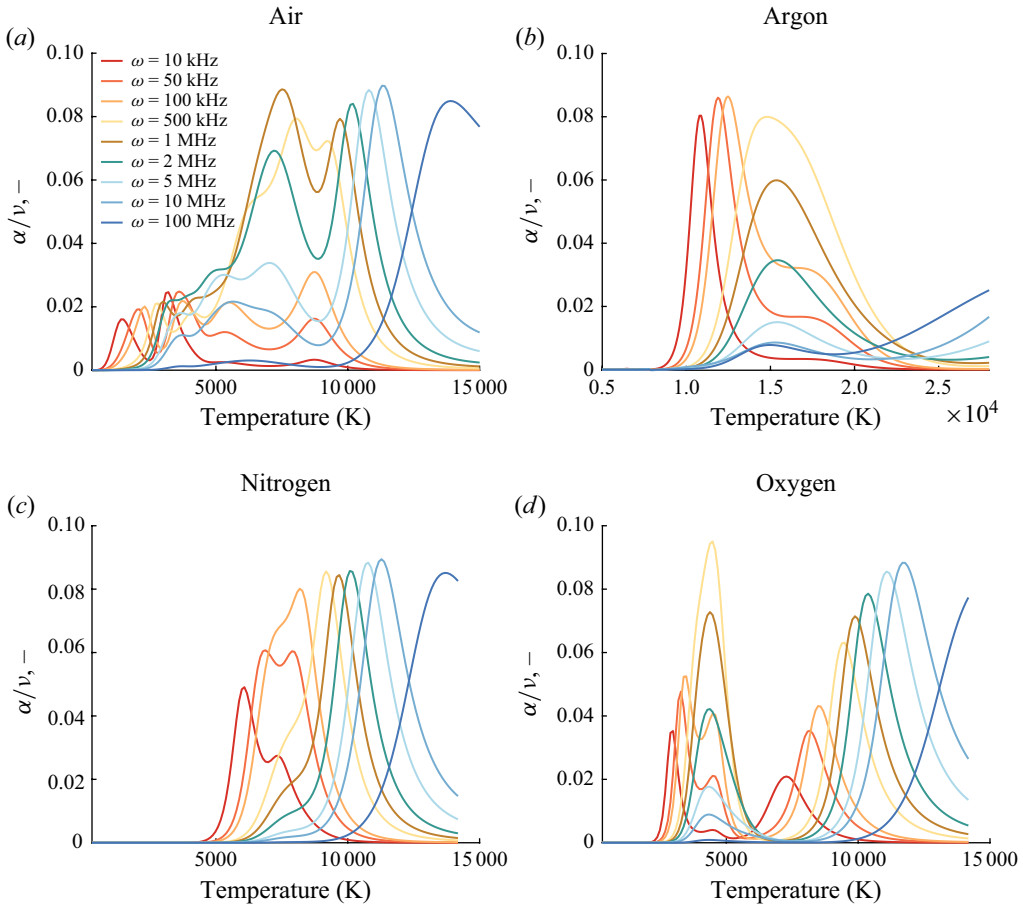 Air
(a)
0.10
0.08
0.06
0.04
0.02
0
α/ν, –
ω = 10 kHz
ω = 50 kHz
ω = 100 kHz
ω = 500 kHz
ω = 1 MHz
ω = 2 MHz
ω = 5 MHz
ω = 10 MHz
ω = 100 MHz
5000
10 000
15 000
Temperature (K)
Argon
(b)
0.10
0.08
0.06
0.04
0.02
0
α/ν, –
0.5
1.0
1.5
2.0
2.5
×10⁴
Temperature (K)
Nitrogen
(c)
0.10
0.08
0.06
0.04
0.02
0
α/ν, –
5000
10 000
15 000
Temperature (K)
Oxygen
(d)
0.10
0.08
0.06
0.04
0.02
0
α/ν, –
5000
10 000
15 000
Temperature (K)